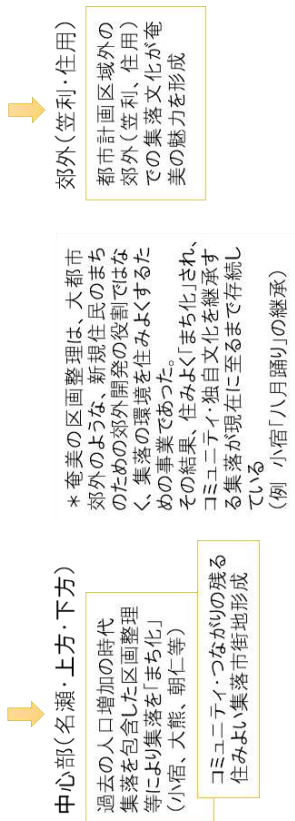 中心部(名瀬・上方・下方)
過去の人口増加の時代
集落を包含した区画整理
等により集落を「まち化」
(小宿、大熊、朝仁等)
コミュニティ・つながりの残る
住みよい集落市街地形成
＊奄美の区画整理は、大都市
郊外のような、新規住民のまち
のための郊外開発の役割ではな
く、集落の環境を住みよくするた
めの事業であった。
その結果、住みよく「まち化」され、
コミュニティ・独自文化を継承す
る集落が現在に至るまで存続し
ている
(例　小宿「八月踊り」の継承)
郊外(笠利・住用)
都市計画区域外の
郊外(笠利、住用)
での集落文化が奄
美の魅力を形成